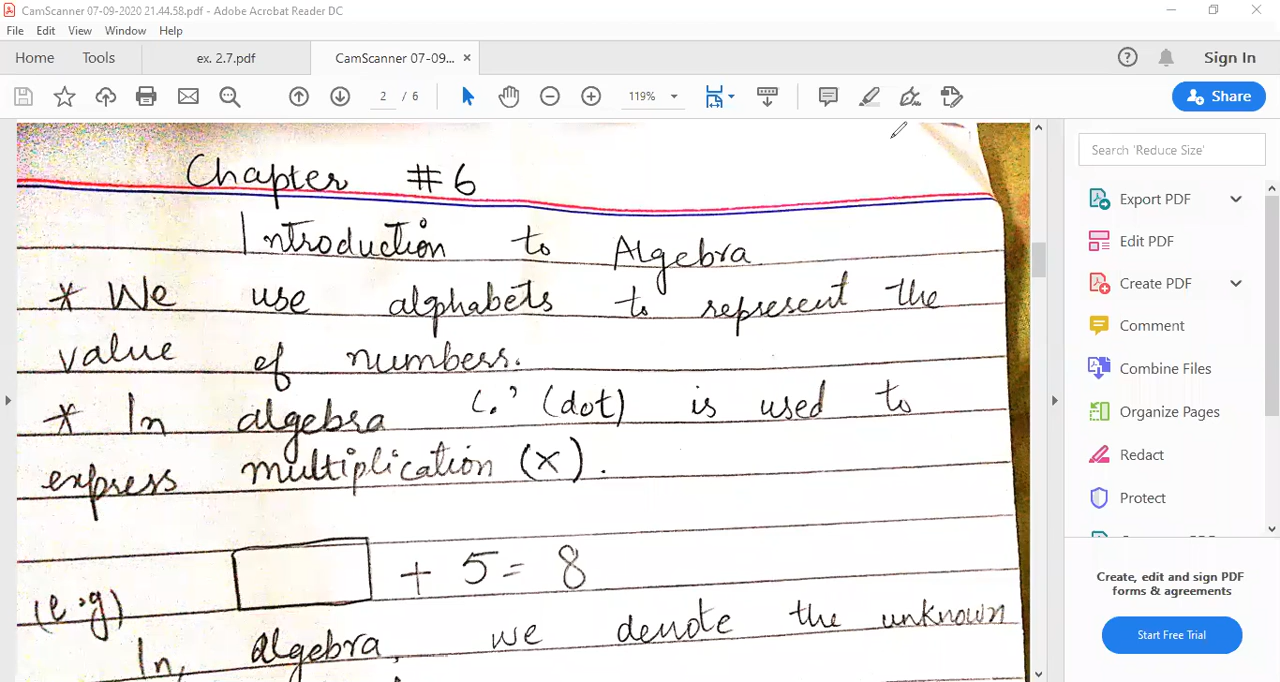 CamScanner 07-09-2020 21.44.58.pdf - Adobe Acrobat Reader DC
File Edit View Window Help
Home Tools ex. 2.7.pdf CamScanner 07-09... × Sign In
2 / 6 119% Share
Chapter #6
Introduction to Algebra
* We use alphabets to represent the
value of numbers.
* In algebra '.' (dot) is used to
express multiplication (×).
(e.g) + 5 = 8
In algebra, we denote the unknown
Search 'Reduce Size'
Export PDF
Edit PDF
Create PDF
Comment
Combine Files
Organize Pages
Redact
Protect
Create, edit and sign PDF
forms & agreements
Start Free Trial